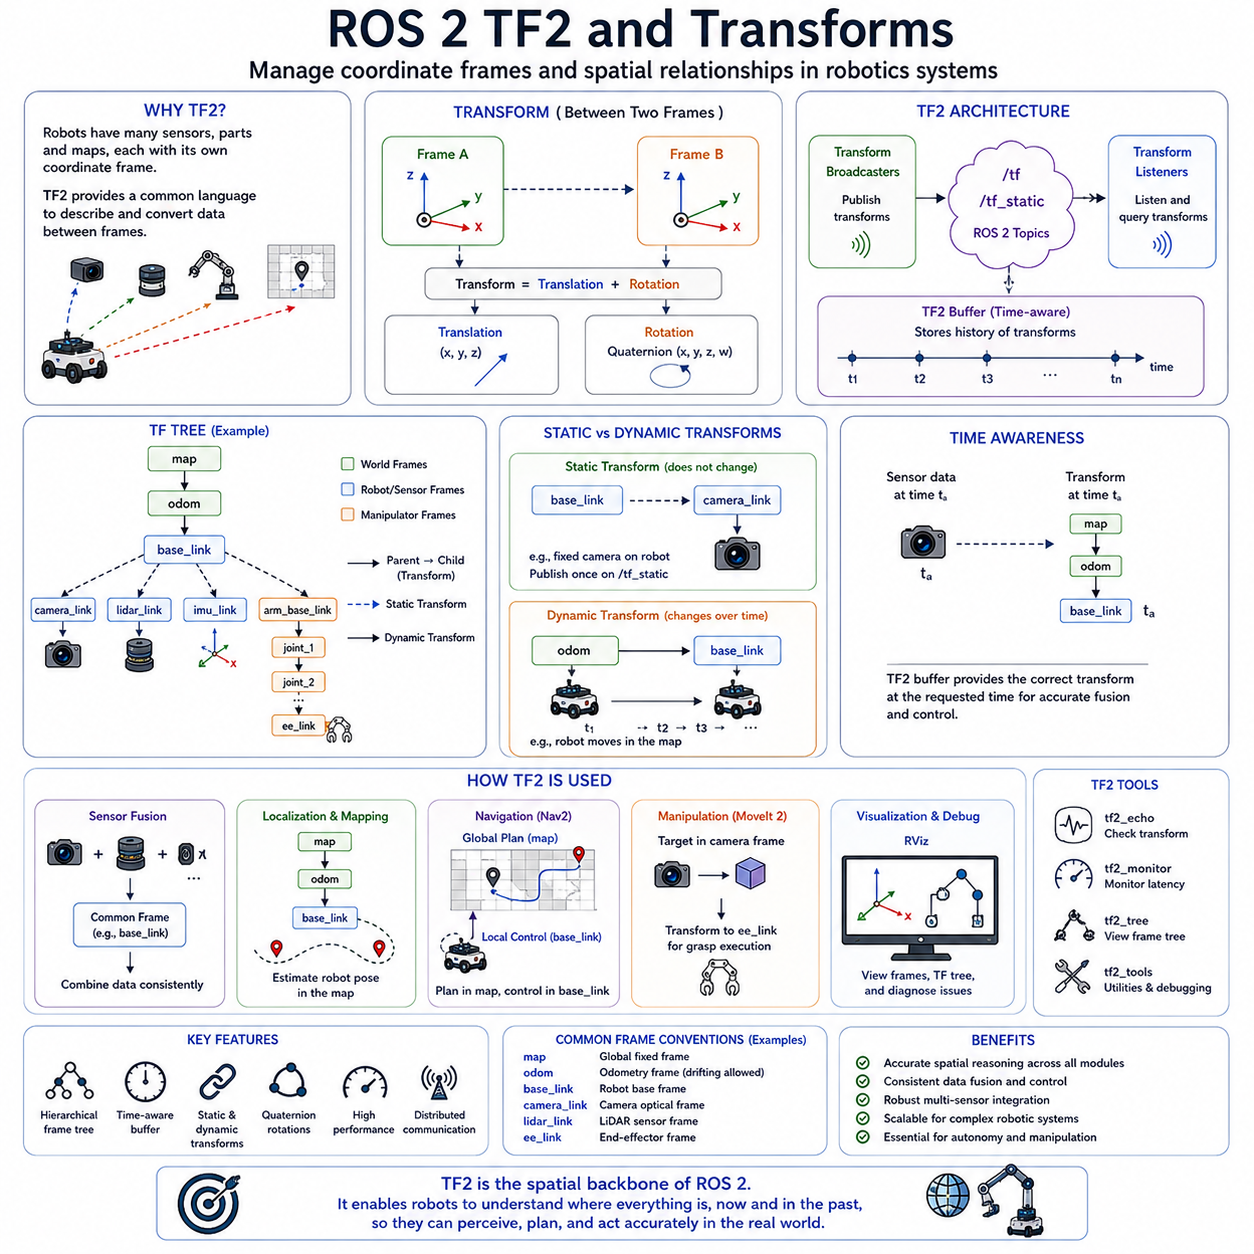 ROS 2 TF2 and Transforms
Manage coordinate frames and spatial relationships in robotics systems
WHY TF2?
Robots have many sensors, parts
and maps, each with its own
coordinate frame.
TF2 provides a common language
to describe and convert data
between frames.
TRANSFORM (Between Two Frames)
Frame A
z
y
x
Frame B
z
y
x
Transform = Translation + Rotation
Translation
(x, y, z)
Rotation
Quaternion (x, y, z, w)
TF2 ARCHITECTURE
Transform
Broadcasters
Publish
transforms
/tf
/tf_static
ROS 2 Topics
Transform
Listeners
Listen and
query transforms
TF2 Buffer (Time-aware)
Stores history of transforms
time
t1 t2 t3 ... tn
TF TREE (Example)
map
odom
base_link
camera_link
lidar_link
imu_link
arm_base_link
x
joint_1
joint_2
...
ee_link
World Frames
Robot/Sensor Frames
Manipulator Frames
Parent → Child
(Transform)
Static Transform
Dynamic Transform
STATIC vs DYNAMIC TRANSFORMS
Static Transform (does not change)
base_link
camera_link
e.g., fixed camera on robot
Publish once on /tf_static
Dynamic Transform (changes over time)
odom
base_link
t1 → t2 → t3 → ...
e.g., robot moves in the map
TIME AWARENESS
Sensor data
at time ta
ta
Transform
at time ta
map
odom
base_link ta
TF2 buffer provides the correct transform
at the requested time for accurate fusion
and control.
HOW TF2 IS USED
Sensor Fusion
+ +
...
Common Frame
(e.g., base_link)
Combine data consistently
Localization & Mapping
map
odom
base_link
Estimate robot pose
in the map
Navigation (Nav2)
Global Plan (map)
Local Control (base_link)
Plan in map, control in base_link
Manipulation (MoveIt 2)
Target in camera frame
Transform to ee_link
for grasp execution
Visualization & Debug
RViz
x
View frames, TF tree,
and diagnose issues
TF2 TOOLS
tf2_echo
Check transform
tf2_monitor
Monitor latency
tf2_tree
View frame tree
tf2_tools
Utilities & debugging
KEY FEATURES
Hierarchical
frame tree
Time-aware
buffer
Static &
dynamic
transforms
Quaternion
rotations
High
performance
Distributed
communication
COMMON FRAME CONVENTIONS (Examples)
map Global fixed frame
odom Odometry frame (drifting allowed)
base_link Robot base frame
camera_link Camera optical frame
lidar_link LiDAR sensor frame
ee_link End-effector frame
BENEFITS
Accurate spatial reasoning across all modules
Consistent data fusion and control
Robust multi-sensor integration
Scalable for complex robotic systems
Essential for autonomy and manipulation
TF2 is the spatial backbone of ROS 2.
It enables robots to understand where everything is, now and in the past,
so they can perceive, plan, and act accurately in the real world.